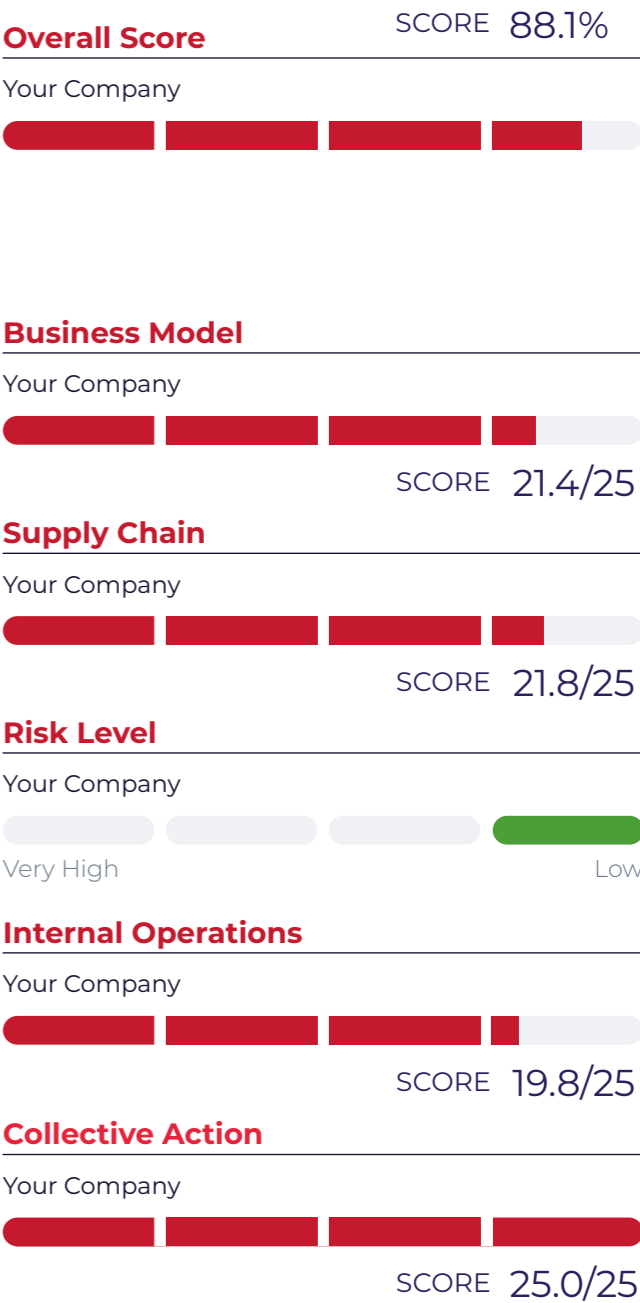 Overall Score SCORE 88.1%
Your Company
Business Model
Your Company
SCORE 21.4/25
Supply Chain
Your Company
SCORE 21.8/25
Risk Level
Your Company
Very High Low
Internal Operations
Your Company
SCORE 19.8/25
Collective Action
Your Company
SCORE 25.0/25